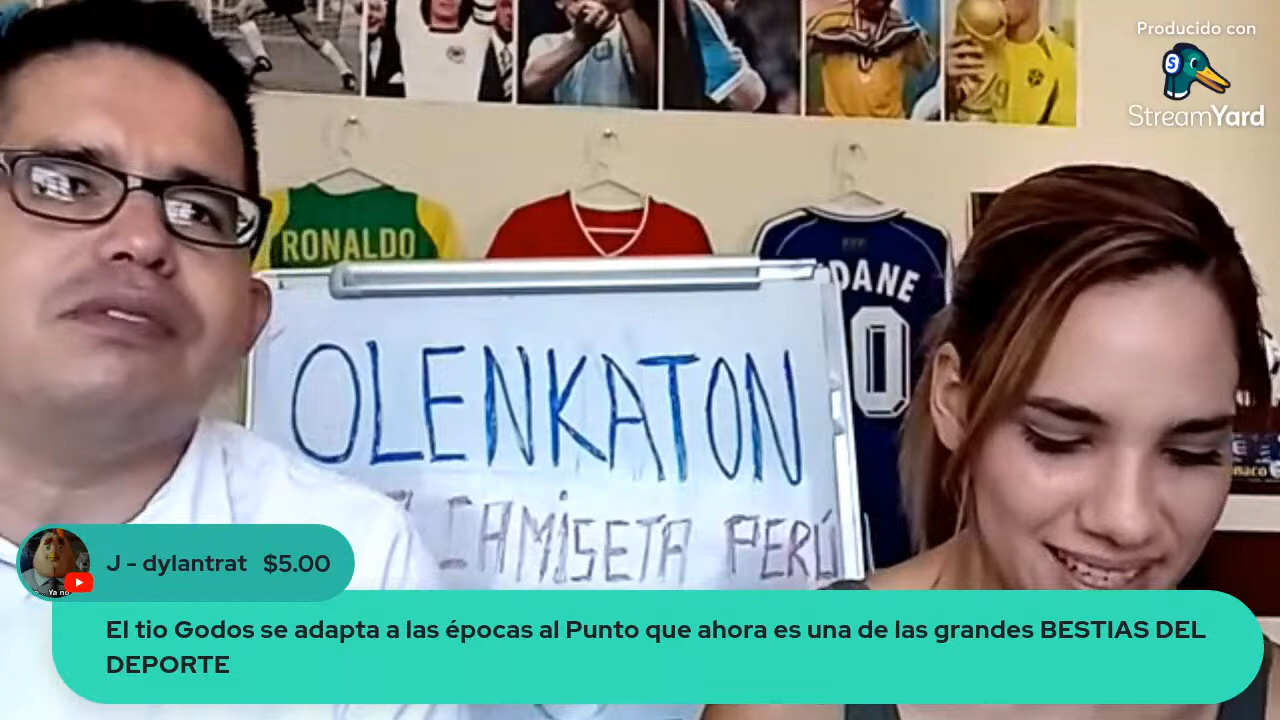 Producido con
StreamYard
RONALDO
DANE
OLENKATON
CAMISETA PERÚ
J - dylantrat $5.00
El tio Godos se adapta a las épocas al Punto que ahora es una de las grandes BESTIAS DEL
DEPORTE